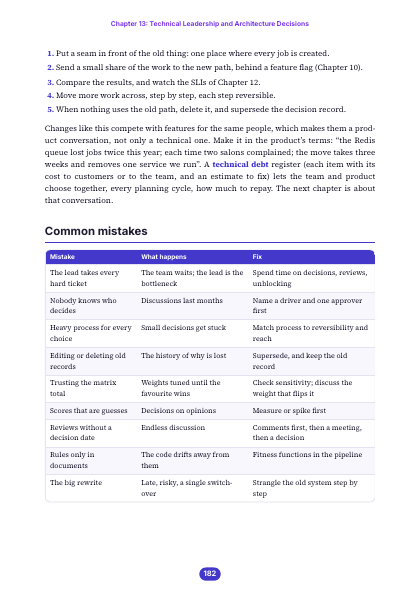 Chapter 13: Technical Leadership and Architecture Decisions
1. Put a seam in front of the old thing: one place where every job is created.
2. Send a small share of the work to the new path, behind a feature flag (Chapter 10).
3. Compare the results, and watch the SLIs of Chapter 12.
4. Move more work across, step by step, each step reversible.
5. When nothing uses the old path, delete it, and supersede the decision record.
Changes like this compete with features for the same people, which makes them a prod-
uct conversation, not only a technical one. Make it in the product's terms: “the Redis
queue lost jobs twice this year; each time two salons complained; the move takes three
weeks and removes one service we run”. A technical debt register (each item with its
cost to customers or to the team, and an estimate to fix) lets the team and product
choose together, every planning cycle, how much to repay. The next chapter is about
that conversation.
Common mistakes
Mistake What happens Fix
The lead takes every The team waits; the lead is the Spend time on decisions, reviews,
hard ticket bottleneck unblocking
Nobody knows who Discussions last months Name a driver and one approver
decides first
Heavy process for every Small decisions get stuck Match process to reversibility and
choice reach
Editing or deleting old The history of why is lost Supersede, and keep the old
records record
Trusting the matrix Weights tuned until the Check sensitivity; discuss the
total favourite wins weight that flips it
Scores that are guesses Decisions on opinions Measure or spike first
Reviews without a Endless discussion Comments first, then a meeting,
decision date then a decision
Rules only in The code drifts away from Fitness functions in the pipeline
documents them
The big rewrite Late, risky, a single switch- Strangle the old system step by
over step
182